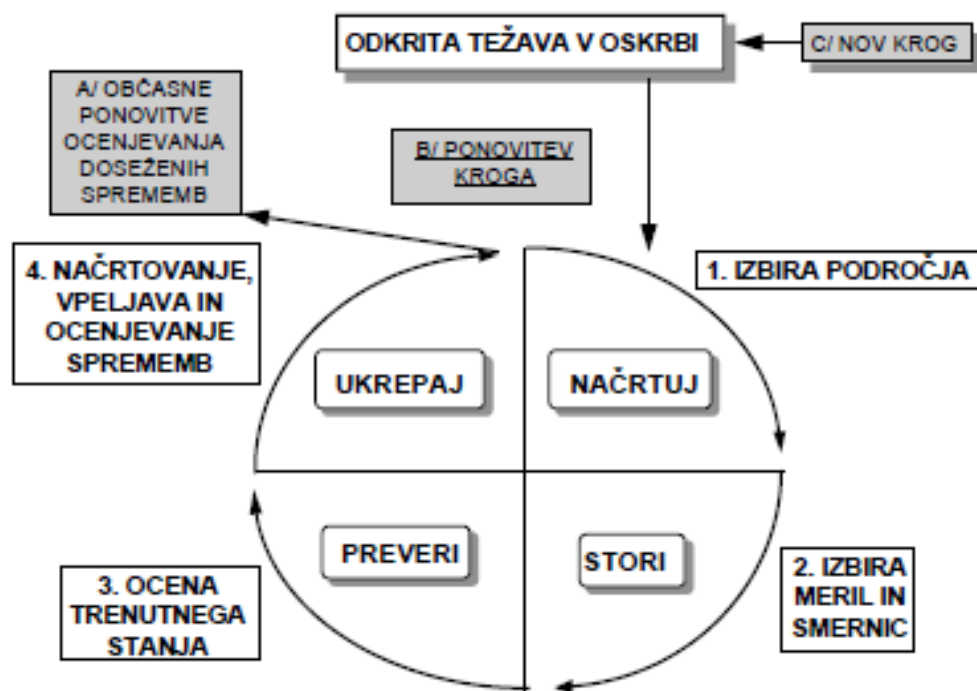 ODKRITA TEŽAVA V OSKRBI
C/ NOV KROG
A/ OBČASNE
PONOVITVE
OCENJEVANJA
DOSEŽENIH
SPREMEMB
B/ PONOVITEV
KROGA
4. NAČRTOVANJE,
VPELJAVA IN
OCENJEVANJE
SPREMEMB
1. IZBIRA PODROČJA
UKREPAJ
NAČRTUJ
PREVERI
STORI
3. OCENA
TRENUTNEGA
STANJA
2. IZBIRA
MERIL IN
SMERNIC